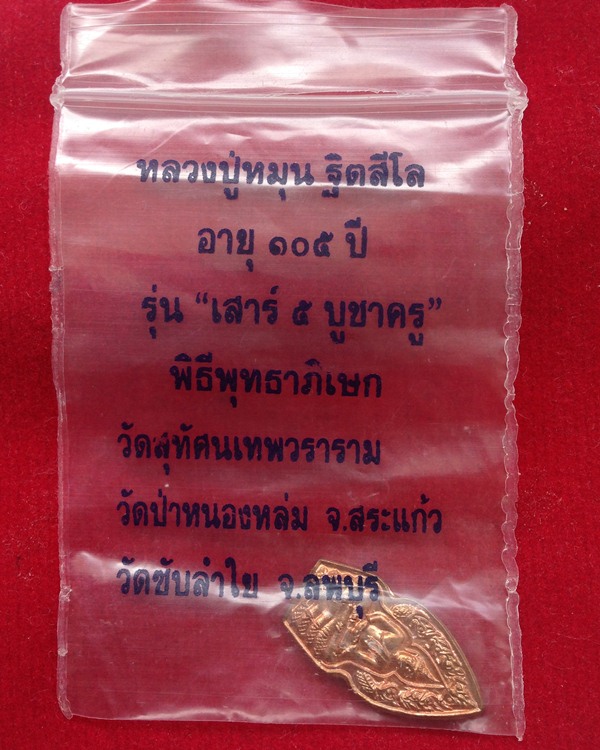 หลวงปู่หมุน ฐิตสีโล
อายุ ๑๐๕ ปี
รุ่น “เสาร์ ๕ บูชาครู”
พิธีพุทธาภิเษก
วัดสุทัศนเทพวราราม
วัดป่าหนองหล่ม จ.สระแก้ว
วัดซับลำใย จ.ลพบุรี